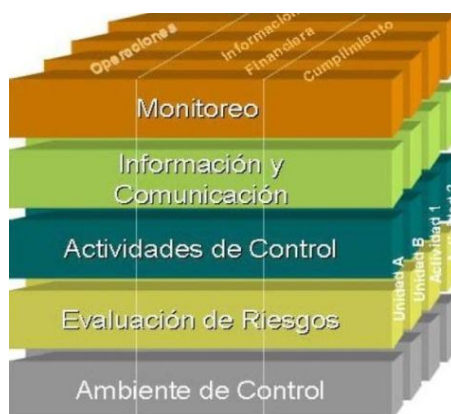 Operaciones
Información
Financiera
Cumplimiento
Monitoreo
Información y
Comunicación
Actividades de Control
Evaluación de Riesgos
Ambiente de Control
Unidad A
Unidad B
Actividad 1